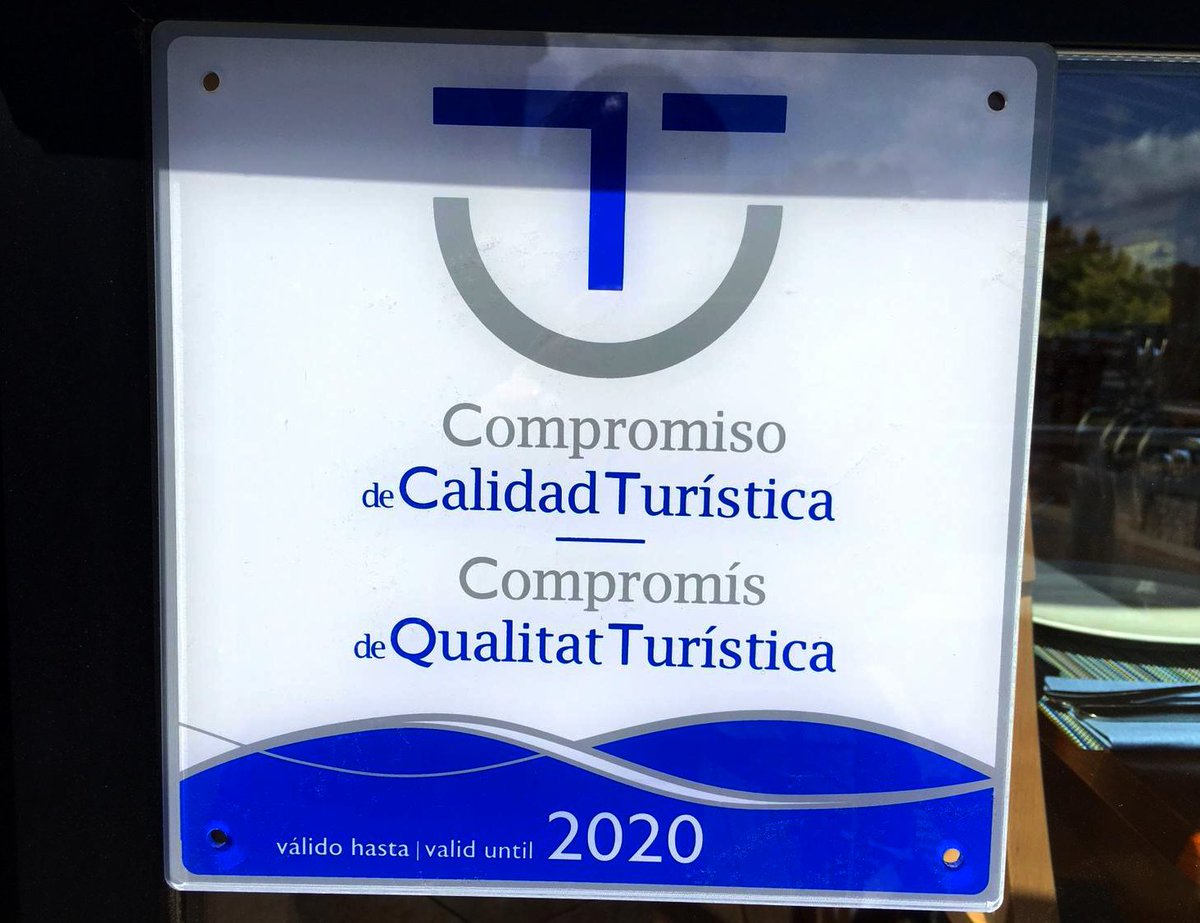 Compromiso
de Calidad Turística
Compromís
de Qualitat Turística
válido hasta | valid until 2020